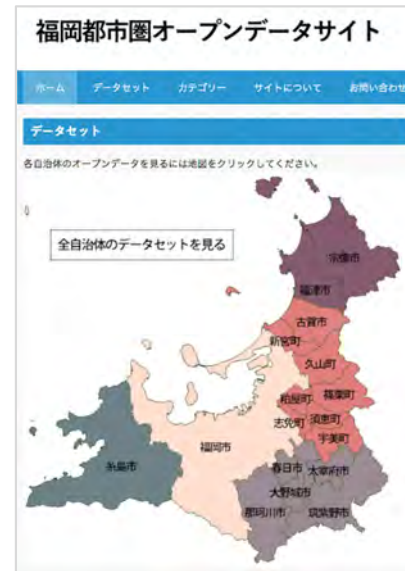 福岡都市圏オープンデータサイト
ホーム データセット カテゴリー サイトについて お問い合わせ
データセット
各自治体のオープンデータを見るには地図をクリックしてください。
全自治体のデータセットを見る
宗像市
福津市
古賀市
新宮町
久山町
粕屋町 篠栗町
志免町 須恵町
宇美町
福岡市
糸島市
春日市 太宰府市
大野城市
那珂川市 筑紫野市